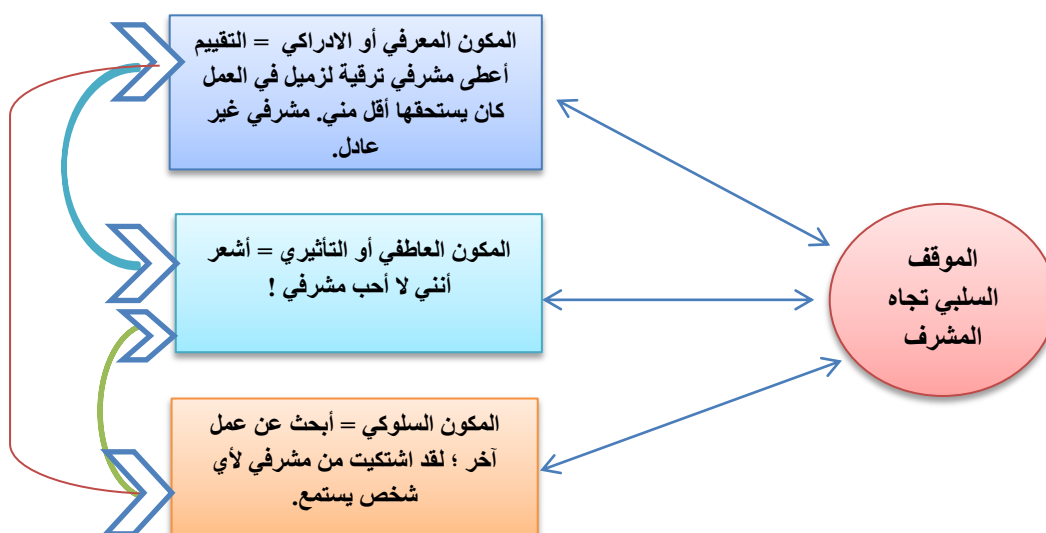 المكون المعرفي أو الادراكي = التقييم
أعطى مشرفي ترقية لزميل في العمل
كان يستحقها أقل مني. مشرفي غير
عادل.
المكون العاطفي أو التأثيري = أشعر
أنني لا أحب مشرفي !
المكون السلوكي = أبحث عن عمل
آخر ؛ لقد اشتكيت من مشرفي لأي
شخص يستمع.
الموقف
السلبي تجاه
المشرف